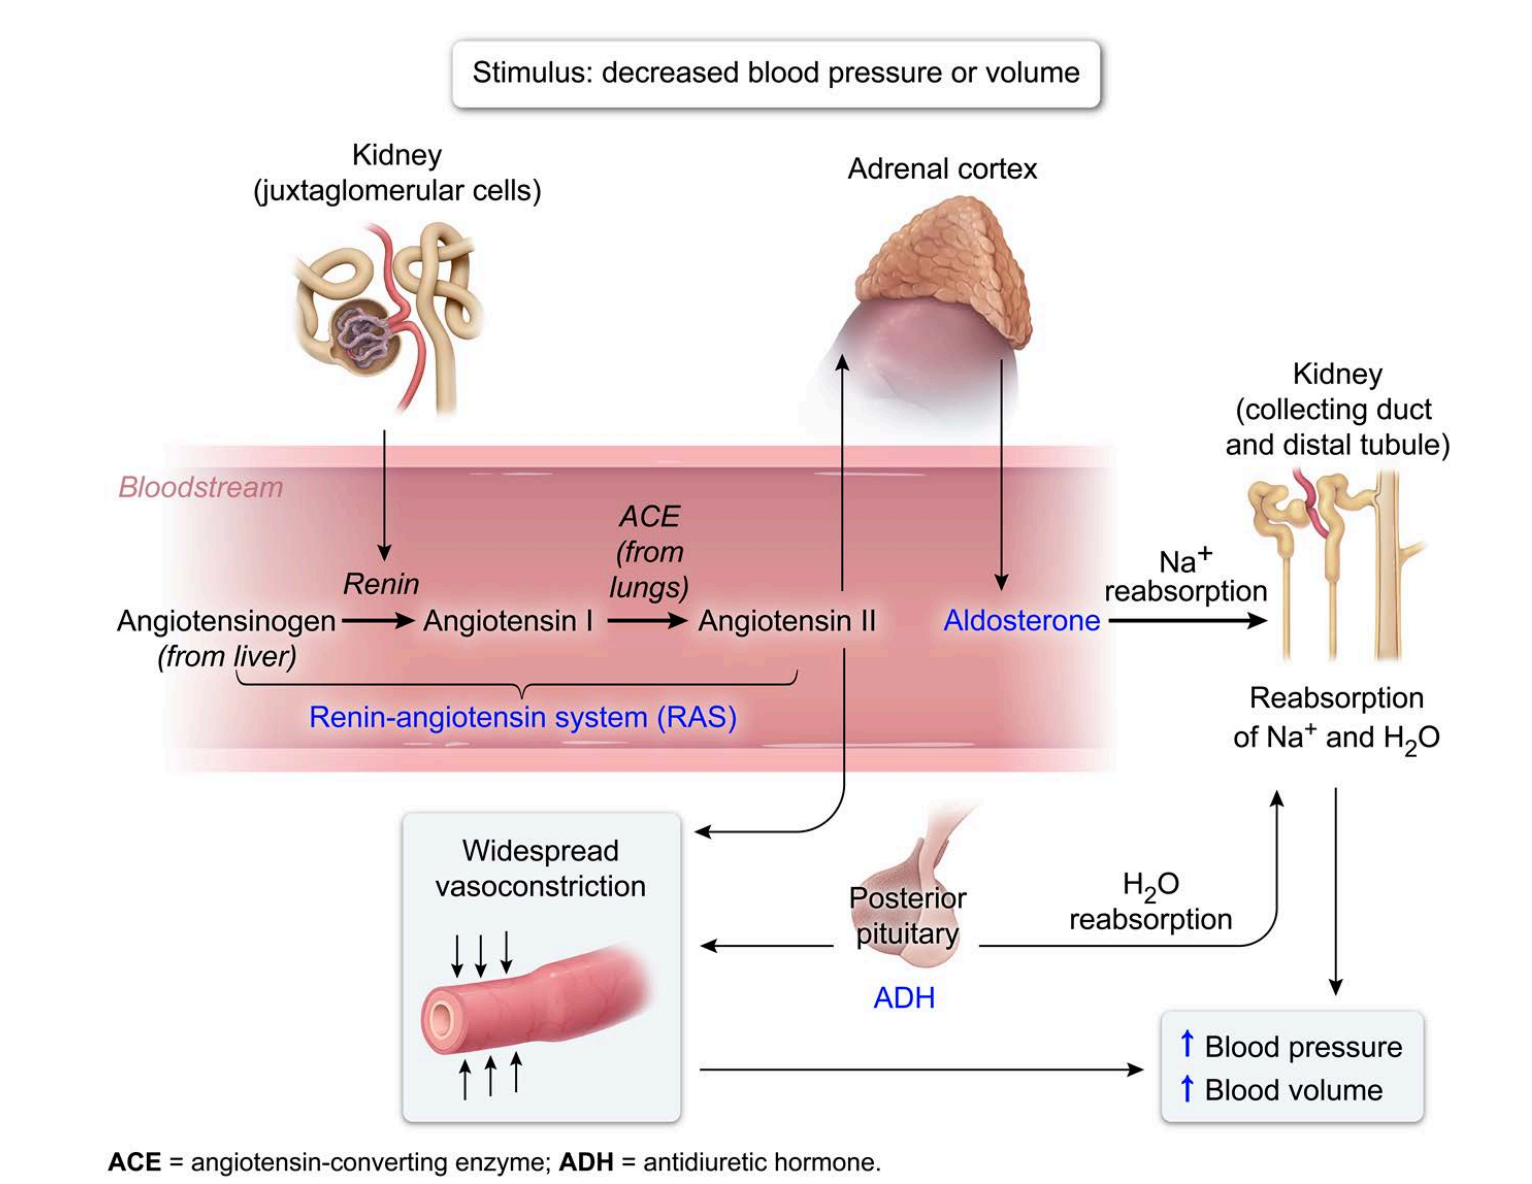 Stimulus: decreased blood pressure or volume
Kidney
(juxtaglomerular cells)
Adrenal cortex
Kidney
(collecting duct
and distal tubule)
Bloodstream
ACE
(from
lungs)
Renin
Angiotensinogen
(from liver)
Angiotensin I
Angiotensin II
Aldosterone
Na⁺
reabsorption
Renin-angiotensin system (RAS)
Reabsorption
of Na⁺ and H₂O
Widespread
vasoconstriction
Posterior
pituitary
ADH
H₂O
reabsorption
↑ Blood pressure
↑ Blood volume
ACE = angiotensin-converting enzyme; ADH = antidiuretic hormone.